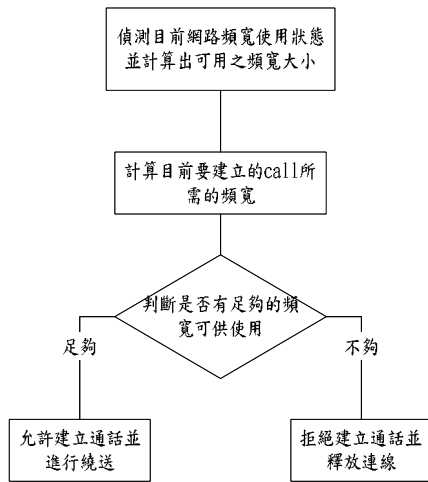 偵測目前網路頻寬使用狀態
並計算出可用之頻寬大小
計算目前要建立的call所
需的頻寬
判斷是否有足夠的頻
寬可供使用
足夠
不夠
允許建立通話並
進行繞送
拒絕建立通話並
釋放連線